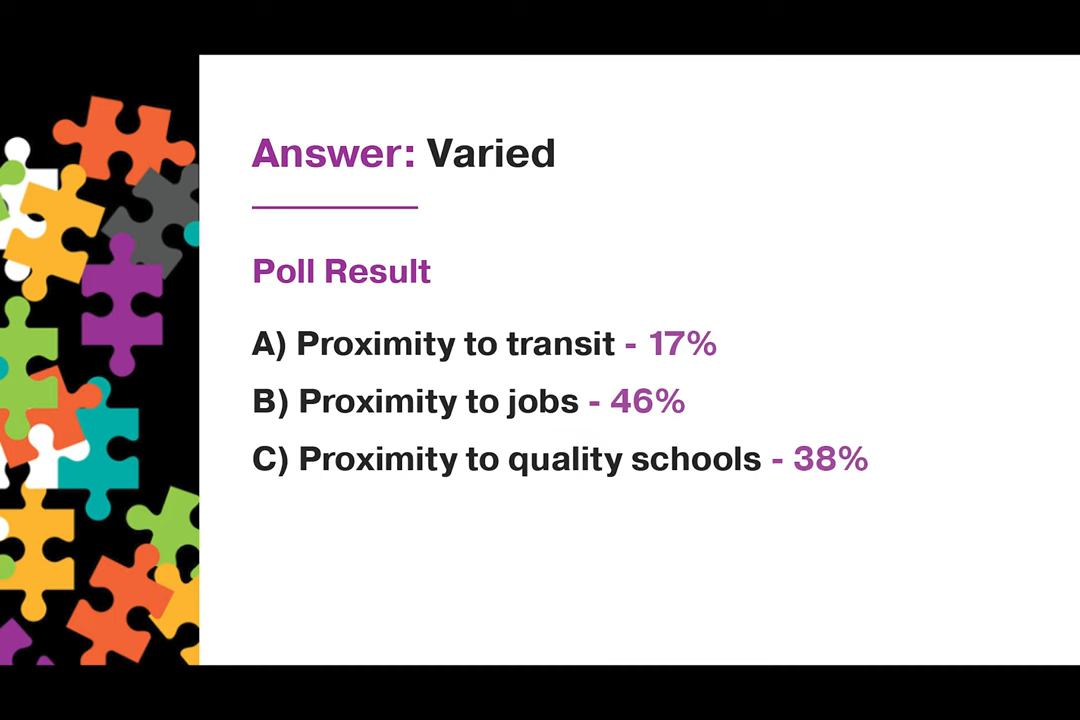 Answer: Varied
Poll Result
A) Proximity to transit - 17%
B) Proximity to jobs - 46%
C) Proximity to quality schools - 38%